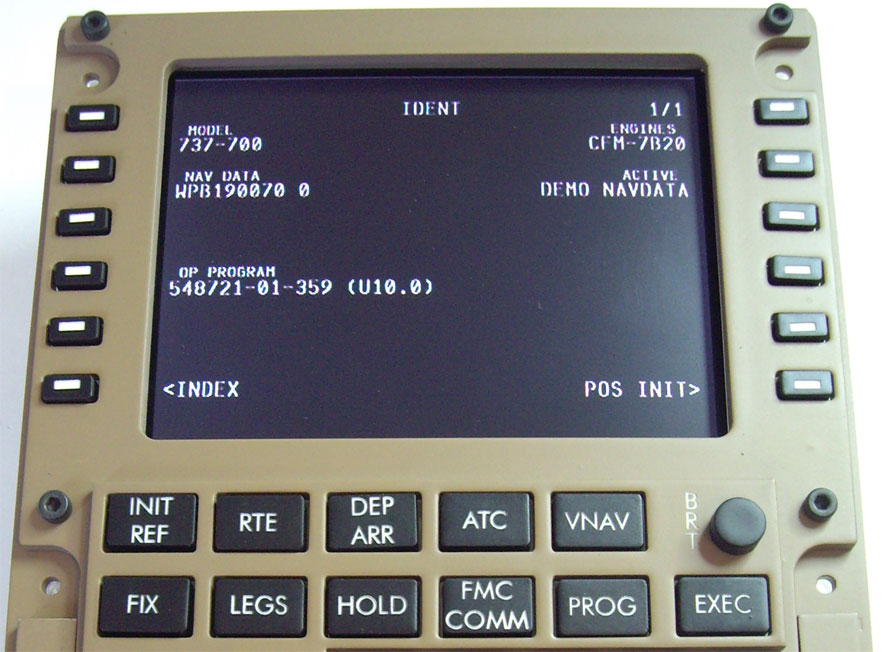 IDENT 1/1
MODEL ENGINES
737-700 CFM-7B20
NAV DATA ACTIVE
WPB190070 0 DEMO NAVDATA
OP PROGRAM
548721-01-359 (U10.0)
<INDEX POS INIT>
INIT REF
RTE
DEP ARR
ATC
VNAV
BRT
FIX
LEGS
HOLD
FMC COMM
PROG
EXEC